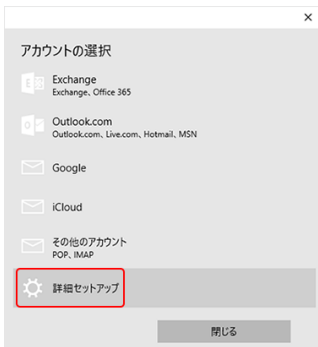 アカウントの選択
Exchange
Exchange、Office 365
Outlook.com
Outlook.com、Live.com、Hotmail、MSN
Google
iCloud
その他のアカウント
POP、IMAP
詳細セットアップ
閉じる